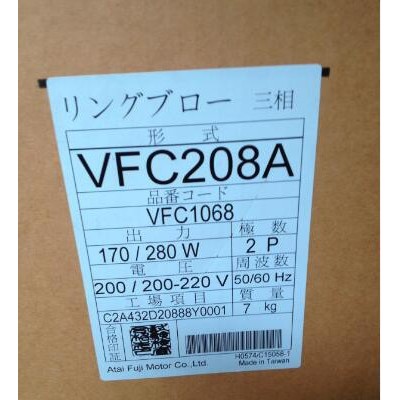 リングブロー 三相
形式
VFC208A
品番コード
VFC1068
出力 極数
170 / 280 W 2 P
電圧 周波数
200 / 200-220 V 50/60 Hz
工場項目 質量
C2A432D20888Y0001 7 kg
合格印証
H0574/C15056-1
Atai Fuji Motor Co.,Ltd. Made in Taiwan